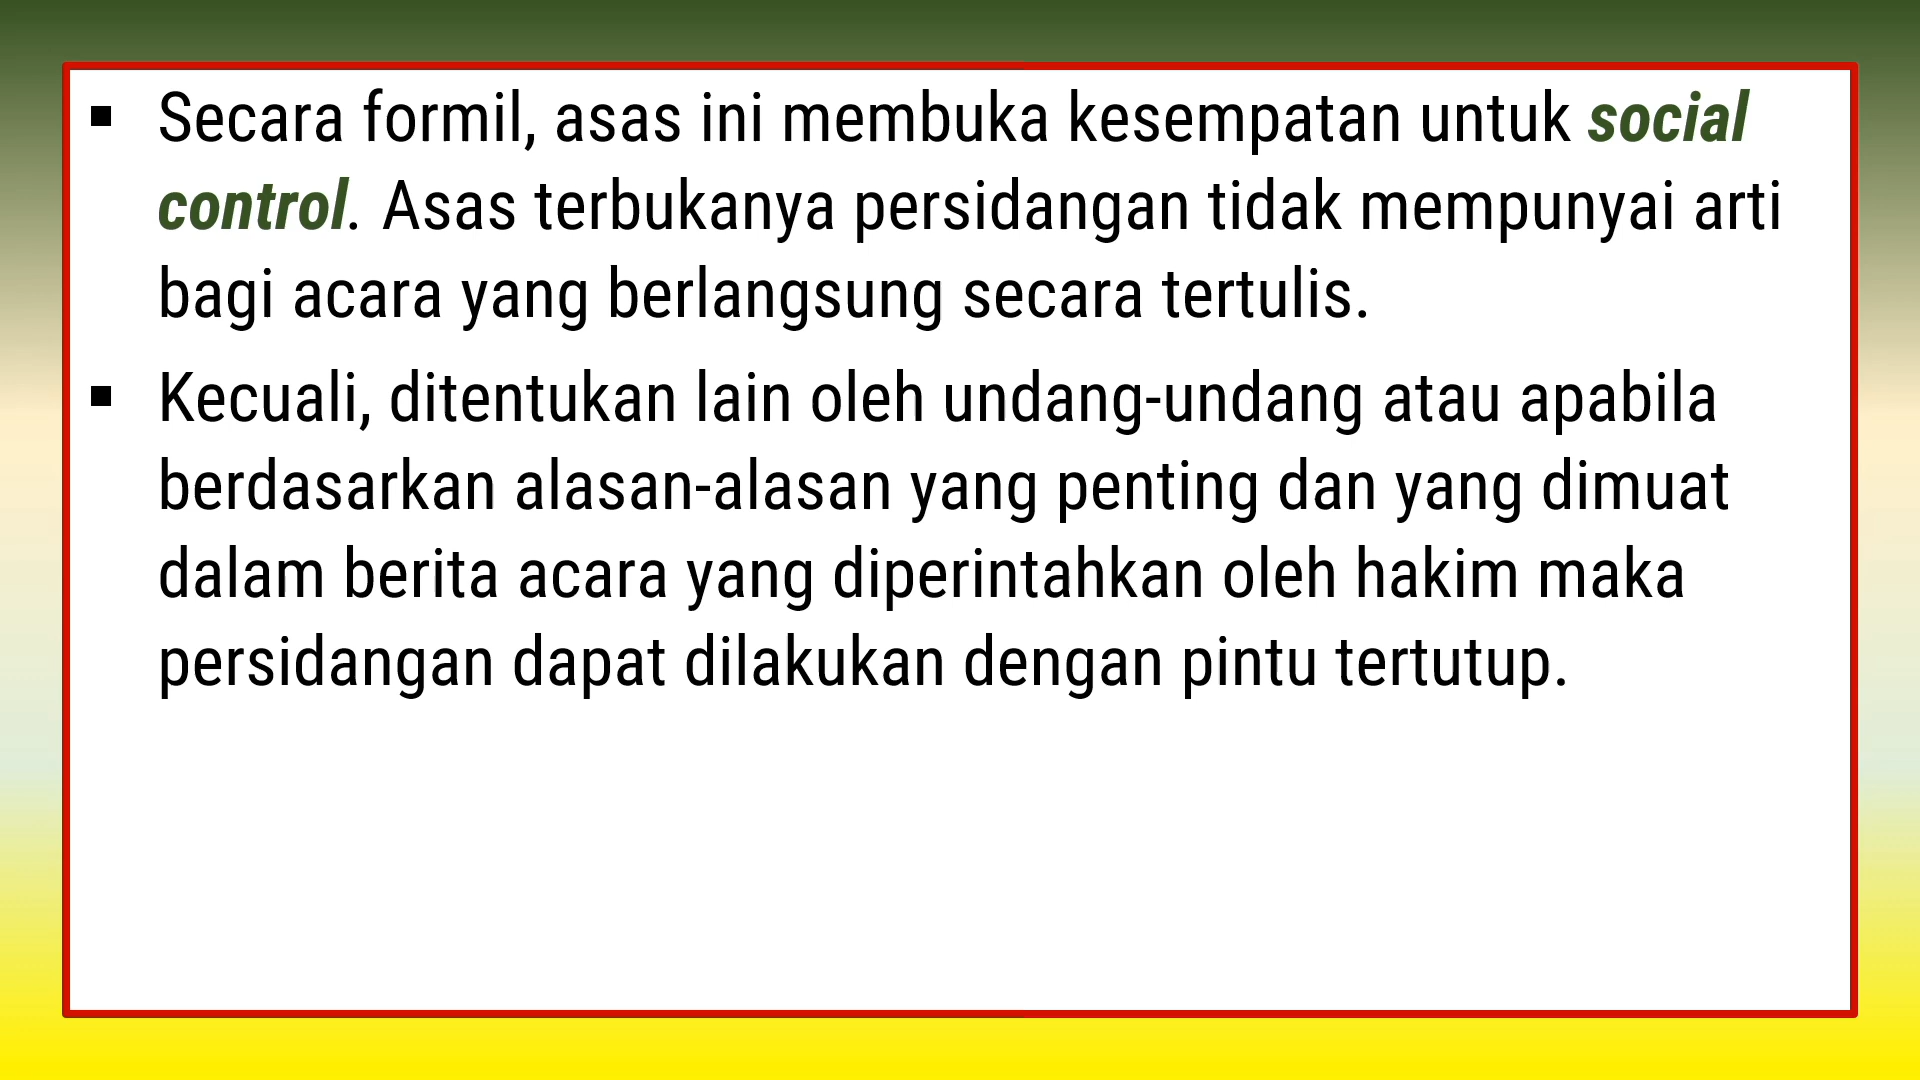 ▪ Secara formil, asas ini membuka kesempatan untuk social
control. Asas terbukanya persidangan tidak mempunyai arti
bagi acara yang berlangsung secara tertulis.
▪ Kecuali, ditentukan lain oleh undang-undang atau apabila
berdasarkan alasan-alasan yang penting dan yang dimuat
dalam berita acara yang diperintahkan oleh hakim maka
persidangan dapat dilakukan dengan pintu tertutup.